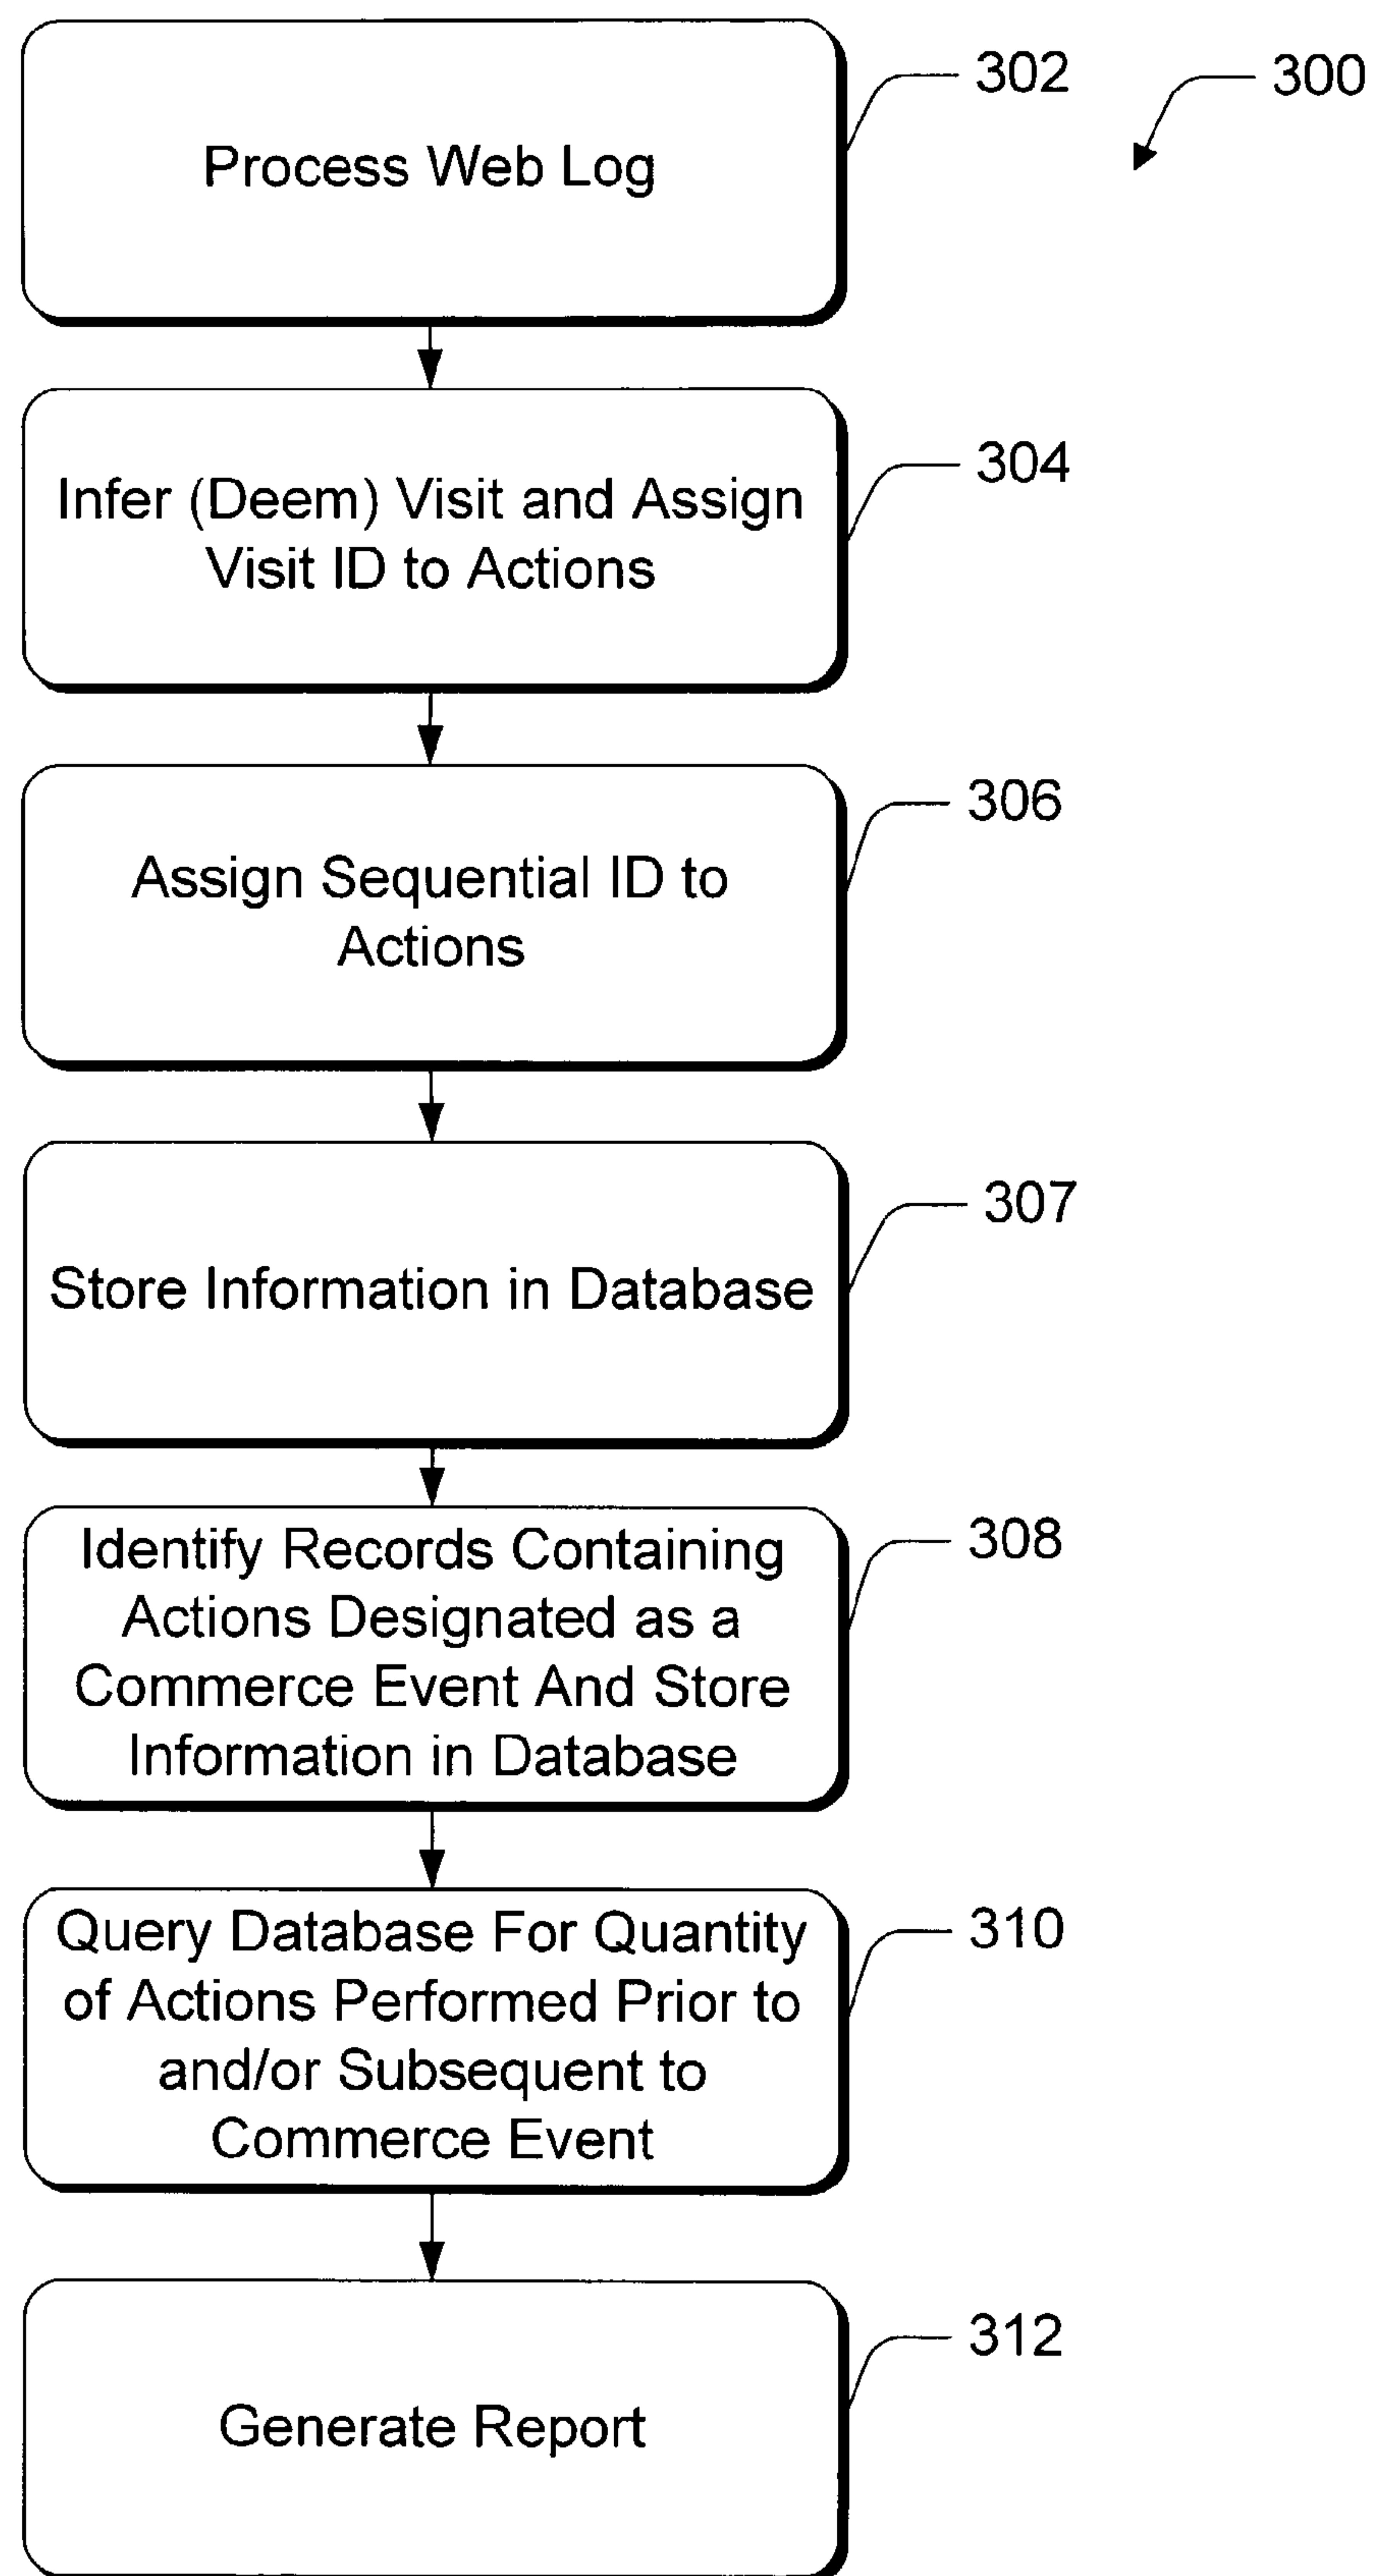 Process Web Log
302
300
Infer (Deem) Visit and Assign
Visit ID to Actions
304
Assign Sequential ID to
Actions
306
Store Information in Database
307
Identify Records Containing
Actions Designated as a
Commerce Event And Store
Information in Database
308
Query Database For Quantity
of Actions Performed Prior to
and/or Subsequent to
Commerce Event
310
Generate Report
312